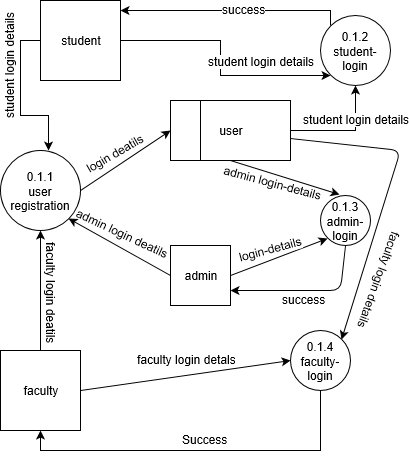 success
0.1.2
student-
login
student
student login details
student login details
student login details
user
login deatils
admin login-details
0.1.1
user
registration
0.1.3
admin-
login
admin login deatils
login-details
admin
success
faculty login details
faculty login deatils
0.1.4
faculty-
login
faculty login detals
faculty
Success